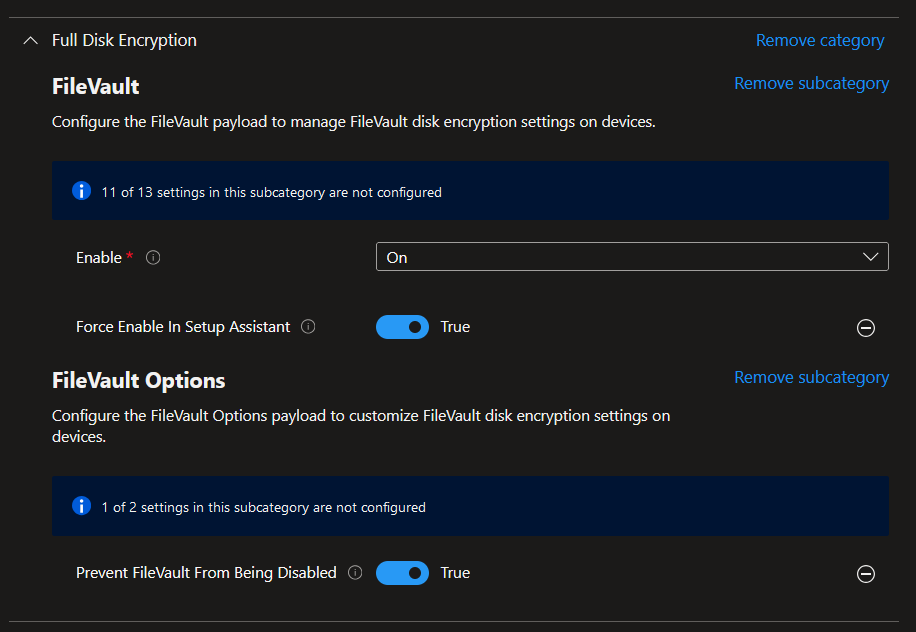 Full Disk Encryption
Remove category
FileVault
Remove subcategory
Configure the FileVault payload to manage FileVault disk encryption settings on devices.
11 of 13 settings in this subcategory are not configured
Enable *
On
Force Enable In Setup Assistant
True
FileVault Options
Remove subcategory
Configure the FileVault Options payload to customize FileVault disk encryption settings on
devices.
1 of 2 settings in this subcategory are not configured
Prevent FileVault From Being Disabled
True